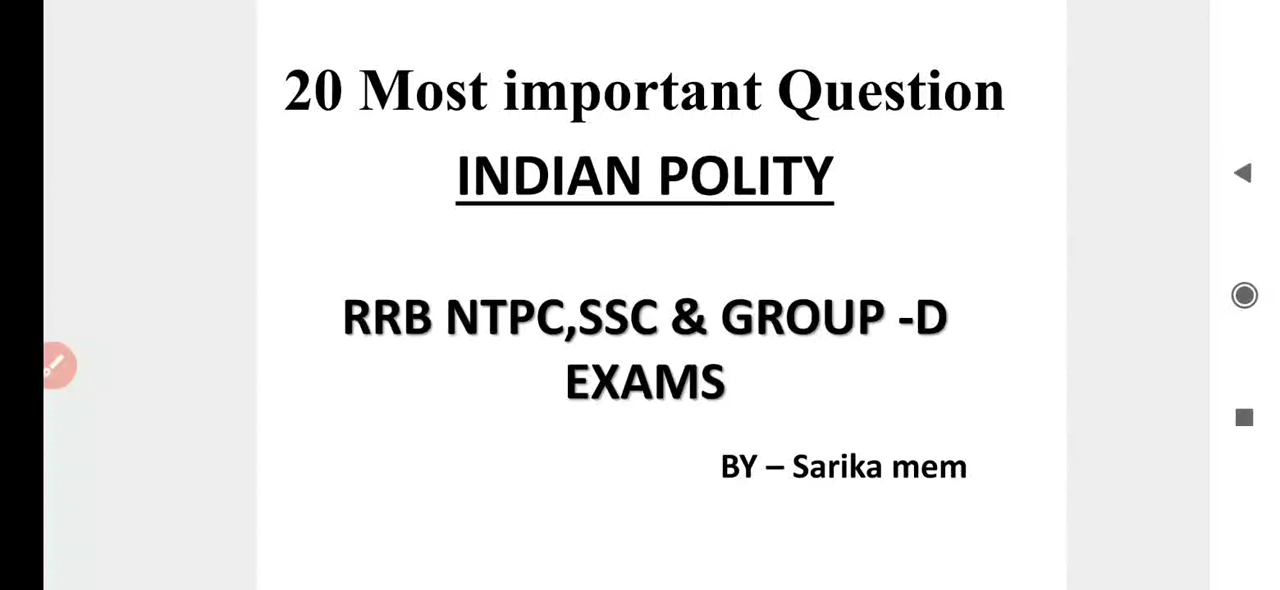 20 Most important Question
INDIAN POLITY
RRB NTPC,SSC & GROUP -D
EXAMS
BY – Sarika mem